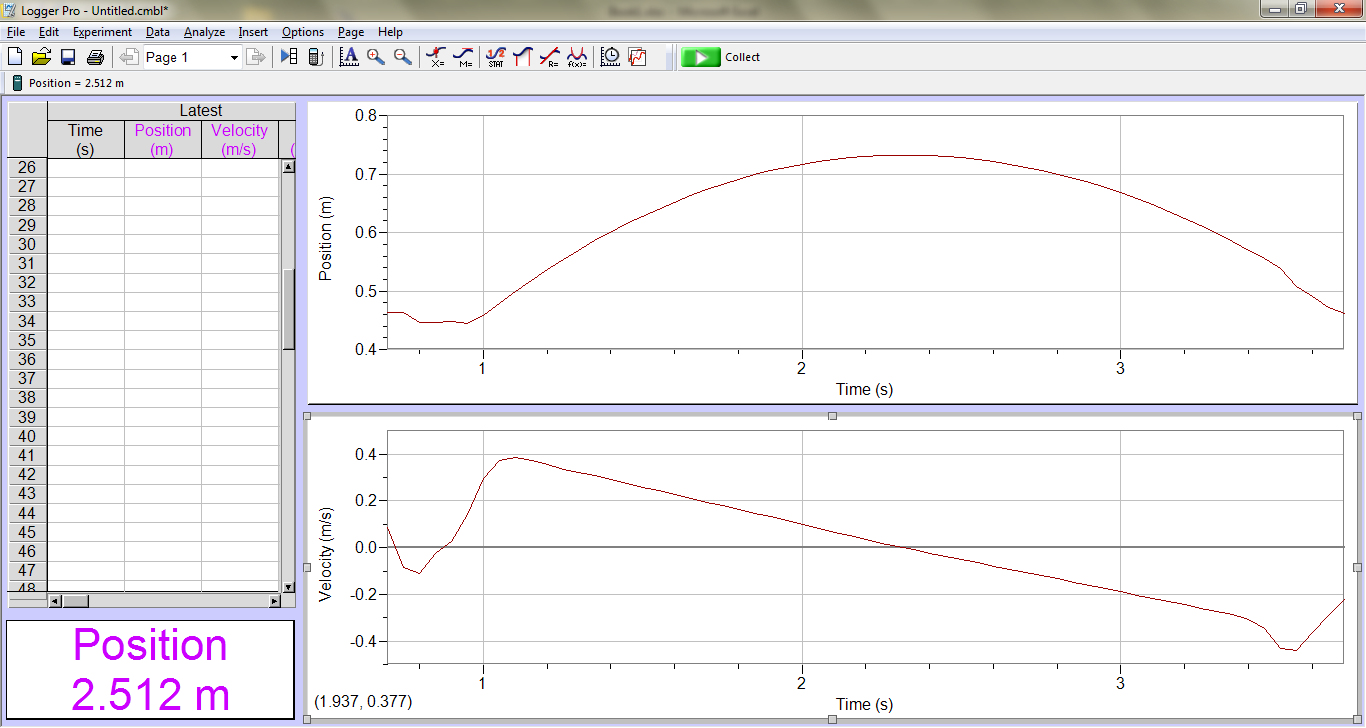 Logger Pro - Untitled.cmbl*
File Edit Experiment Data Analyze Insert Options Page Help
Page 1 X= M= 1/2 STAT R= f(x)= Collect
Position = 2.512 m
Latest
Time Position Velocity
(s) (m) (m/s) (
26
27
28
29
30
31
32
33
34
35
36
37
38
39
40
41
42
43
44
45
46
47
48
Position
2.512 m
Position (m)
0.8
0.7
0.6
0.5
0.4
1 2 3
Time (s)
Velocity (m/s)
0.4
0.2
0.0
-0.2
-0.4
1 2 3
(1.937, 0.377) Time (s)